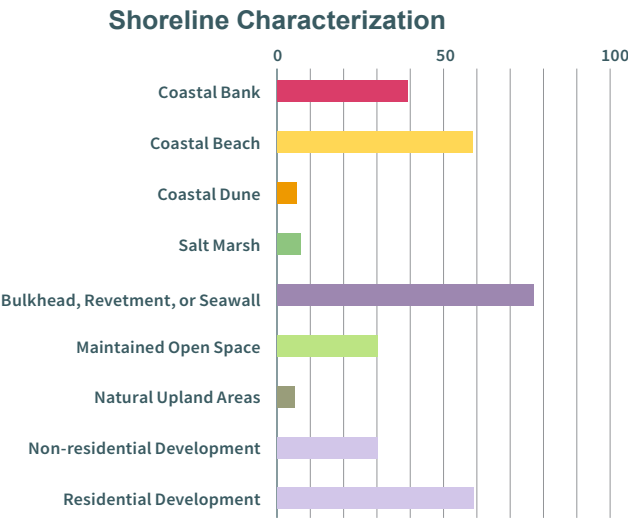 Shoreline Characterization
0 50 100
Coastal Bank
Coastal Beach
Coastal Dune
Salt Marsh
Bulkhead, Revetment, or Seawall
Maintained Open Space
Natural Upland Areas
Non-residential Development
Residential Development